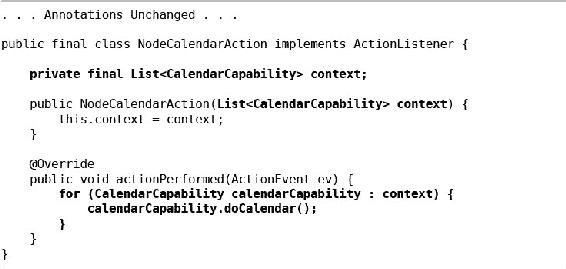 . . . Annotations Unchanged . . .
public final class NodeCalendarAction implements ActionListener {
private final List<CalendarCapability> context;
public NodeCalendarAction(List<CalendarCapability> context) {
this.context = context;
}
@Override
public void actionPerformed(ActionEvent ev) {
for (CalendarCapability calendarCapability : context) {
calendarCapability.doCalendar();
}
}
}